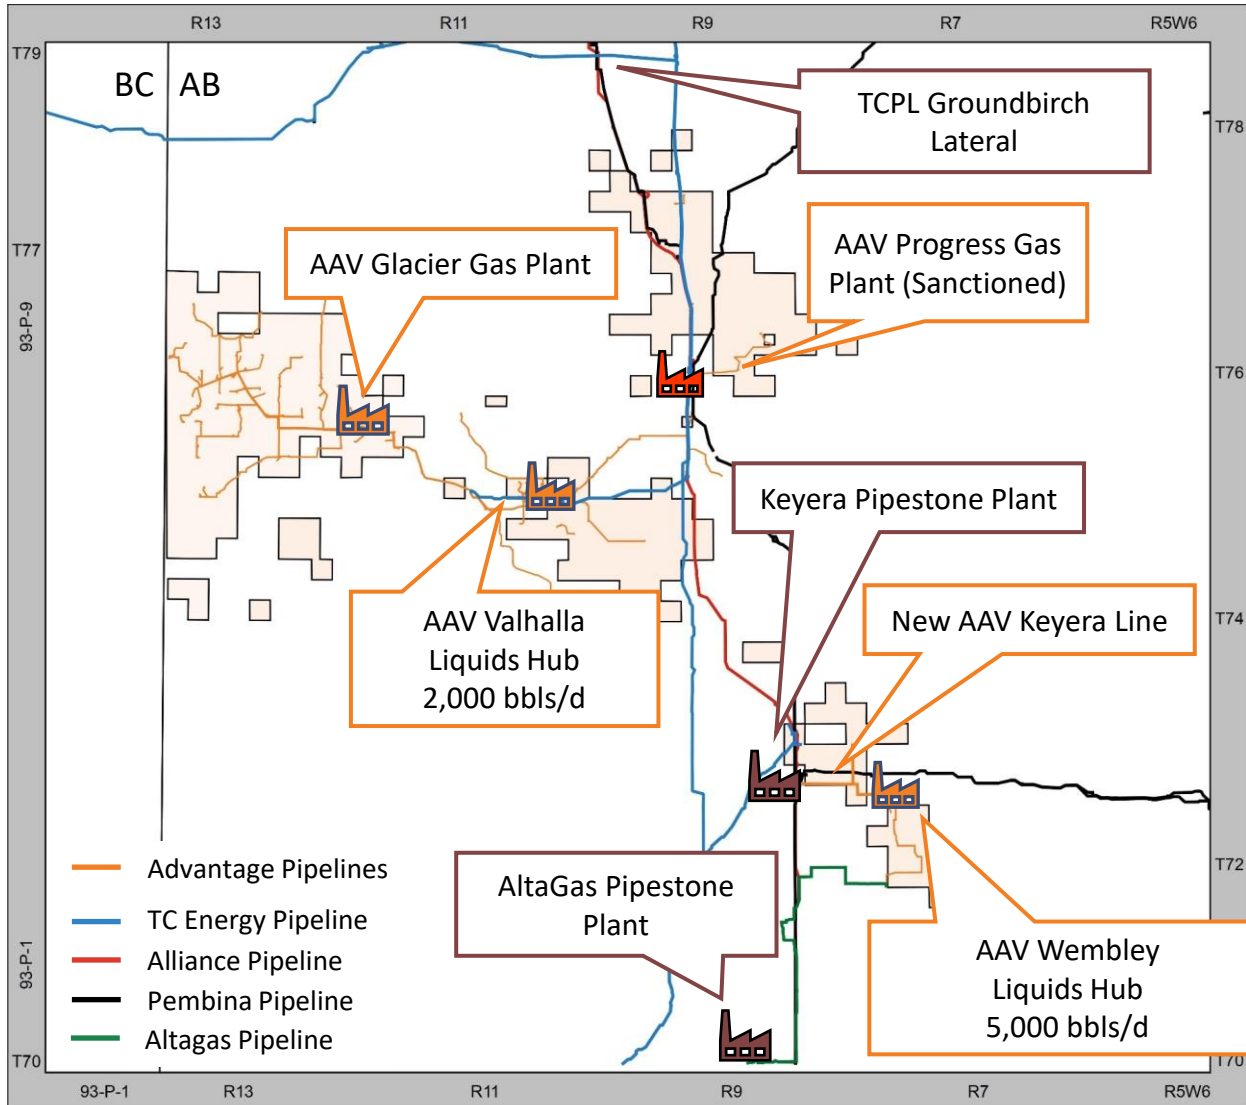 R13
R11
R9
R7
R5W6
T79
BC
AB
TCPL Groundbirch
Lateral
T78
T77
AAV Glacier Gas Plant
AAV Progress Gas
Plant (Sanctioned)
93-P-9
T76
Keyera Pipestone Plant
AAV Valhalla
Liquids Hub
2,000 bbls/d
New AAV Keyera Line
T74
Advantage Pipelines
TC Energy Pipeline
Alliance Pipeline
Pembina Pipeline
Altagas Pipeline
AltaGas Pipestone
Plant
T72
AAV Wembley
Liquids Hub
5,000 bbls/d
93-P-1
T70
T70
93-P-1
R13
R11
R9
R7
R5W6